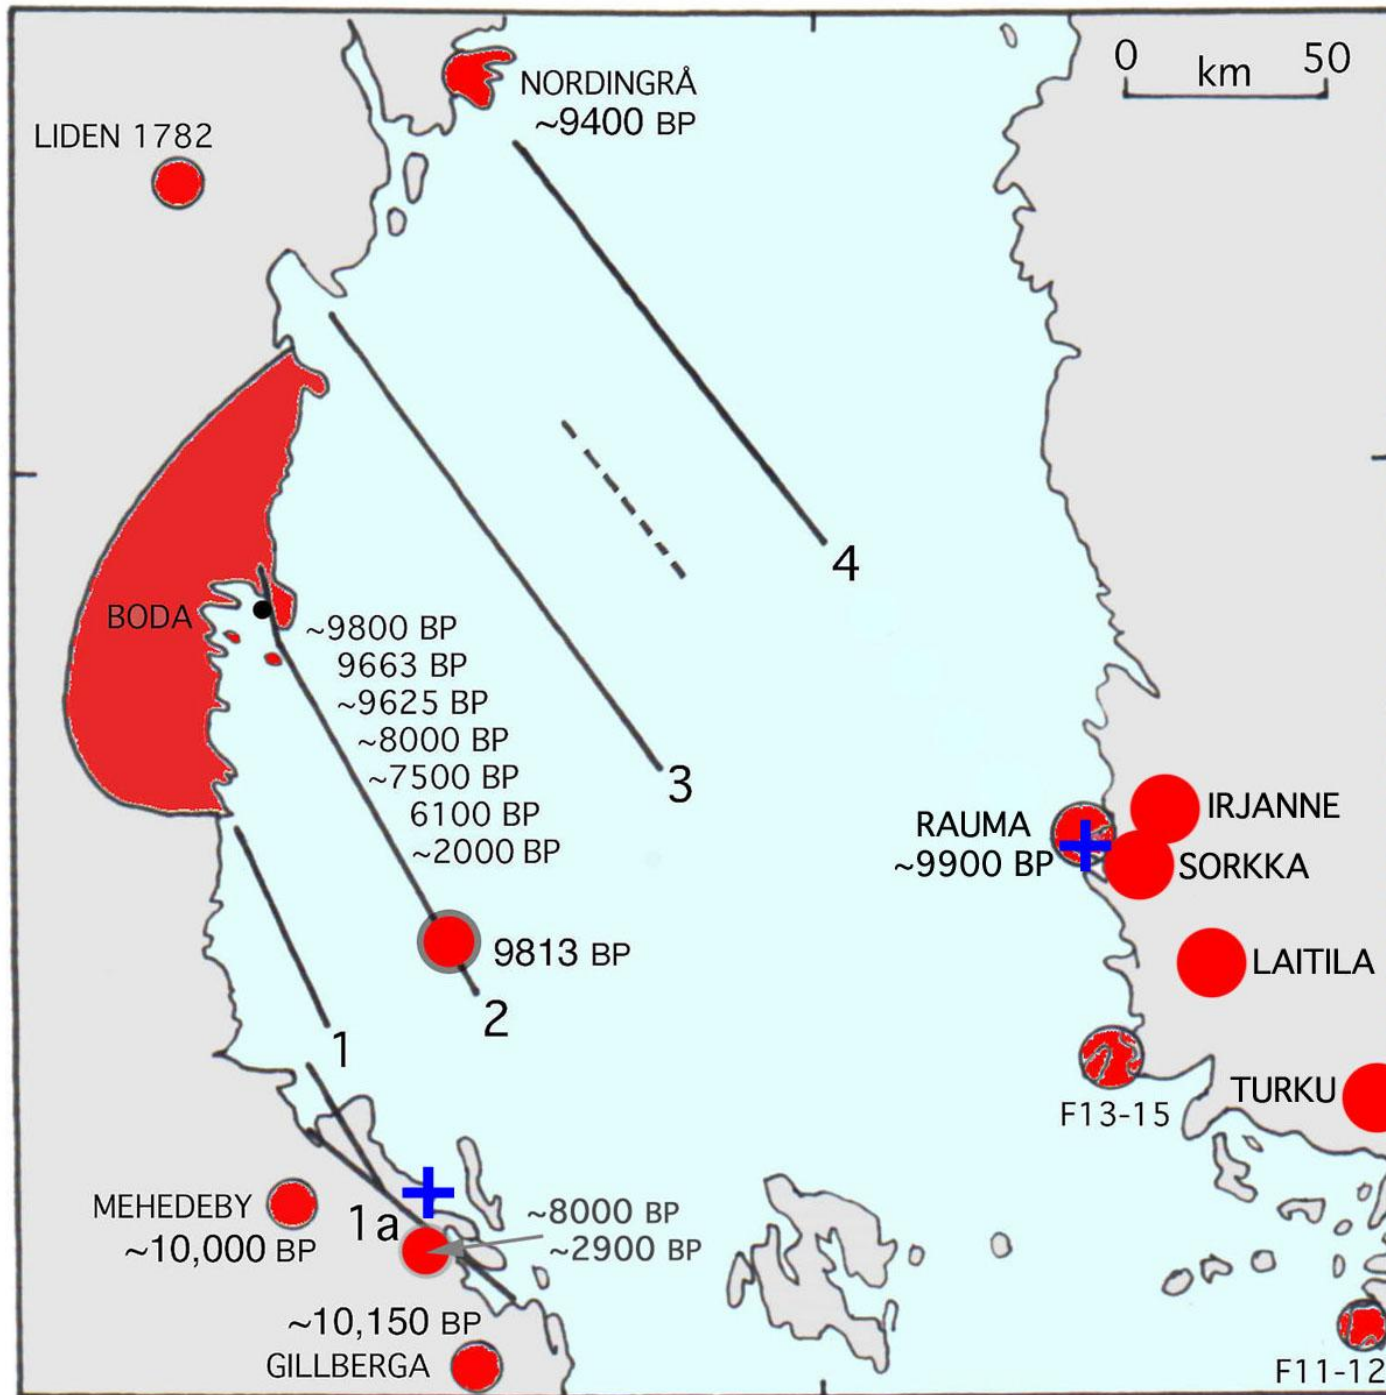 0 50
km
NORDINGRÅ
~9400 BP
LIDEN 1782
4
BODA
~9800 BP
9663 BP
~9625 BP
~8000 BP
~7500 BP
6100 BP
~2000 BP
3
IRJANNE
RAUMA
~9900 BP
SORKKA
9813 BP
LAITILA
2
1
TURKU
F13-15
MEHEDEBY
~10,000 BP
1a
~8000 BP
~2900 BP
~10,150 BP
GILLBERGA
F11-12